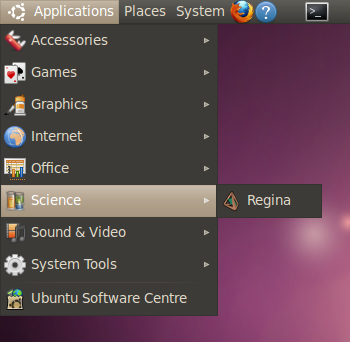 Applications Places System
Accessories
Games
Graphics
Internet
Office
Science
Regina
Sound & Video
System Tools
Ubuntu Software Centre